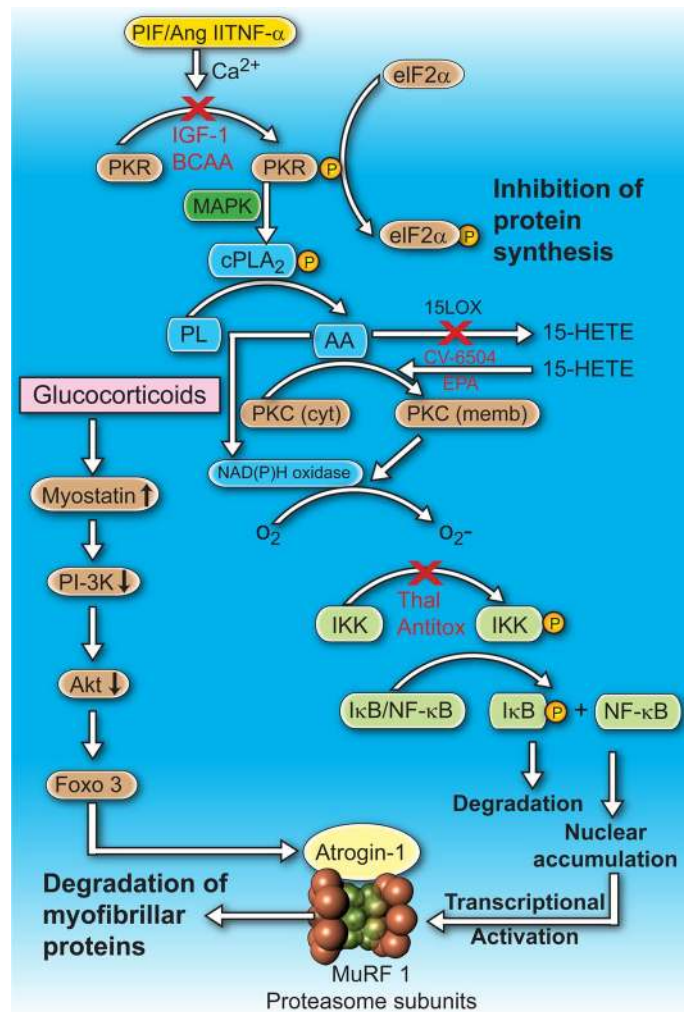 PIF/Ang IITNF-α
Ca²⁺
eIF2α
IGF-1
BCAA
PKR
PKR
P
MAPK
Inhibition of
protein
synthesis
eIF2α
P
cPLA₂
P
15LOX
PL
AA
15-HETE
CV-6504
EPA
15-HETE
Glucocorticoids
PKC (cyt)
PKC (memb)
NAD(P)H oxidase
Myostatin
O₂
O₂-
PI-3K
Thal
Antitox
IKK
IKK
P
Akt
IκB/NF-κB
IκB
P
+
NF-κB
Foxo 3
Degradation
Nuclear
accumulation
Atrogin-1
Degradation of
myofibrillar
proteins
Transcriptional
Activation
MuRF 1
Proteasome subunits